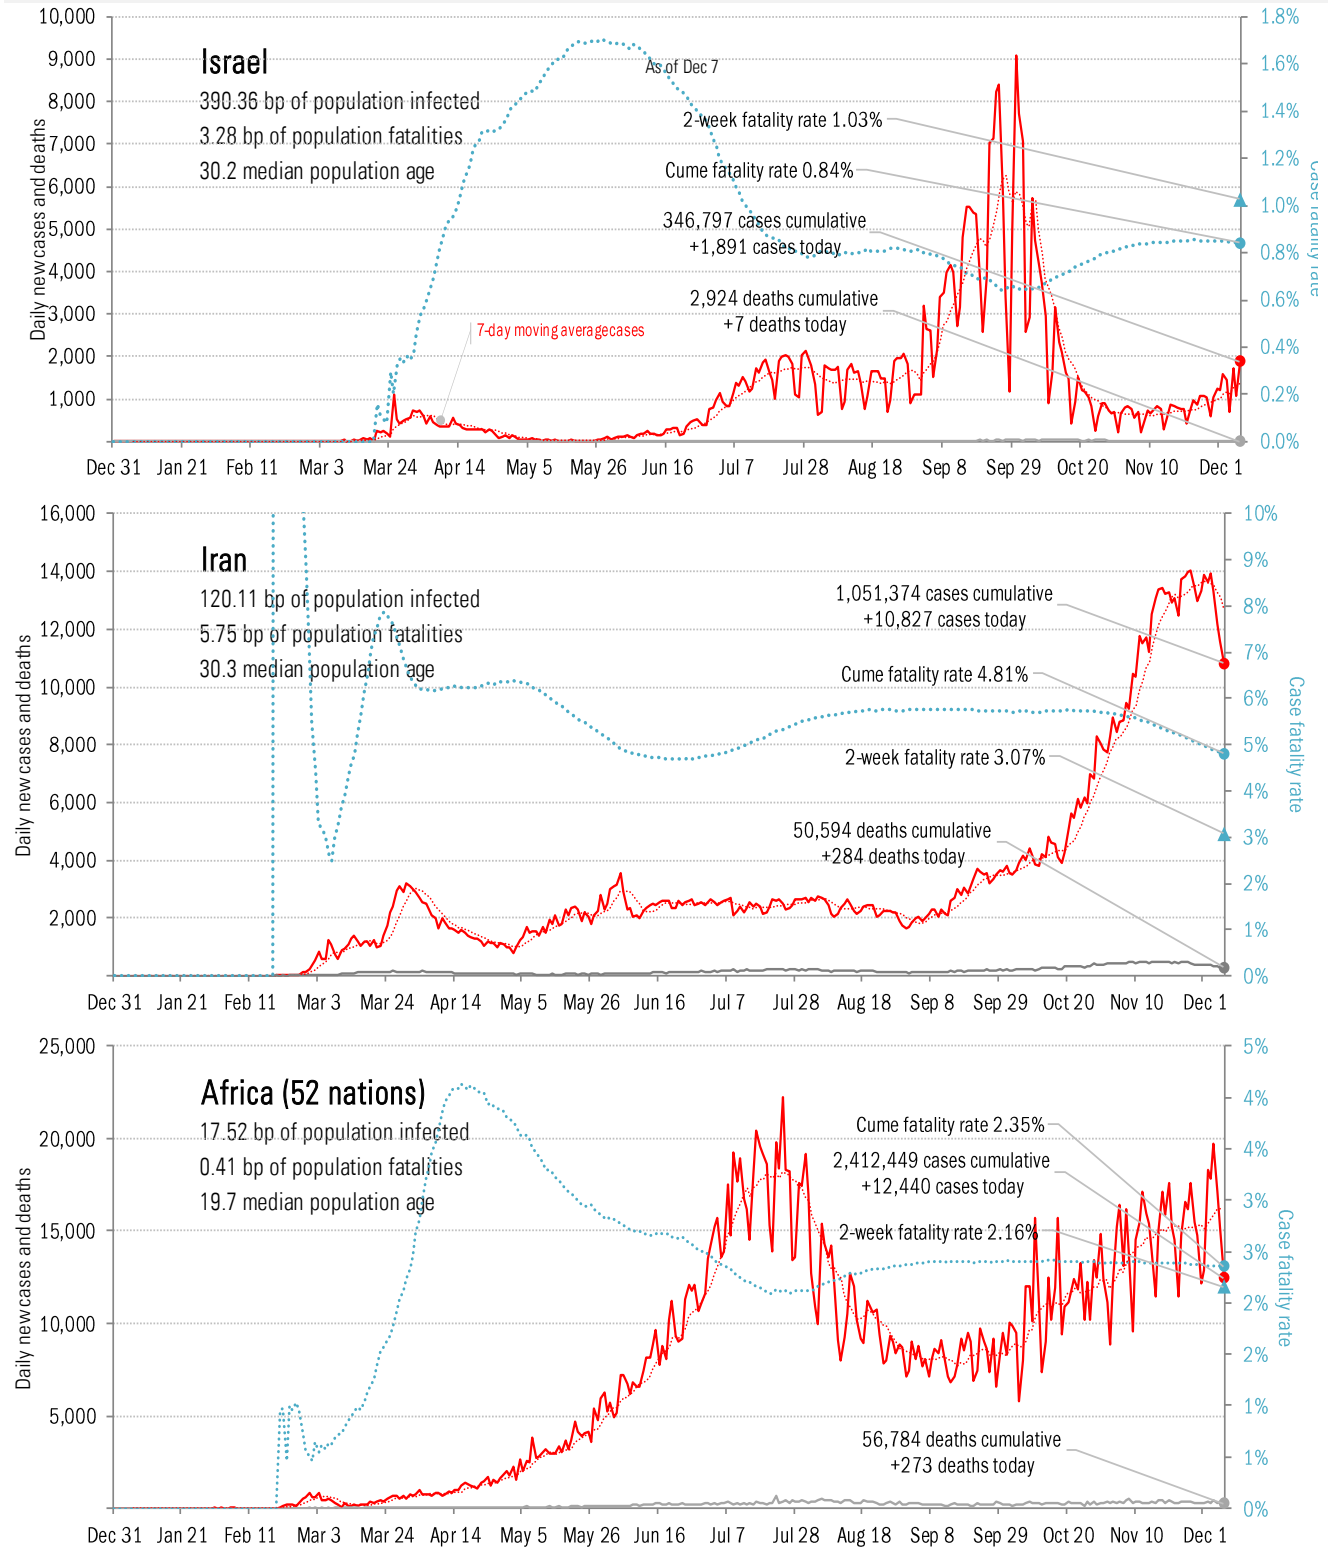 10,000
9,000
8,000
7,000
6,000
5,000
4,000
3,000
2,000
1,000
Daily new cases and deaths
Israel
390.36 bp of population infected
3.28 bp of population fatalities
30.2 median population age
As of Dec 7
2-week fatality rate 1.03%
Cume fatality rate 0.84%
346,797 cases cumulative
+1,891 cases today
2,924 deaths cumulative
+7 deaths today
7-day moving average cases
1.8%
1.6%
1.4%
1.2%
1.0%
0.8%
0.6%
0.4%
0.2%
0.0%
Case fatality rate
Dec 31 Jan 21 Feb 11 Mar 3 Mar 24 Apr 14 May 5 May 26 Jun 16 Jul 7 Jul 28 Aug 18 Sep 8 Sep 29 Oct 20 Nov 10 Dec 1
16,000
14,000
12,000
10,000
8,000
6,000
4,000
2,000
Daily new cases and deaths
Iran
120.11 bp of population infected
5.75 bp of population fatalities
30.3 median population age
1,051,374 cases cumulative
+10,827 cases today
Cume fatality rate 4.81%
2-week fatality rate 3.07%
50,594 deaths cumulative
+284 deaths today
10%
9%
8%
7%
6%
5%
4%
3%
2%
1%
0%
Case fatality rate
Dec 31 Jan 21 Feb 11 Mar 3 Mar 24 Apr 14 May 5 May 26 Jun 16 Jul 7 Jul 28 Aug 18 Sep 8 Sep 29 Oct 20 Nov 10 Dec 1
25,000
20,000
15,000
10,000
5,000
Daily new cases and deaths
Africa (52 nations)
17.52 bp of population infected
0.41 bp of population fatalities
19.7 median population age
Cume fatality rate 2.35%
2,412,449 cases cumulative
+12,440 cases today
2-week fatality rate 2.16%
56,784 deaths cumulative
+273 deaths today
5%
4%
4%
3%
3%
2%
2%
1%
1%
0%
Case fatality rate
Dec 31 Jan 21 Feb 11 Mar 3 Mar 24 Apr 14 May 5 May 26 Jun 16 Jul 7 Jul 28 Aug 18 Sep 8 Sep 29 Oct 20 Nov 10 Dec 1